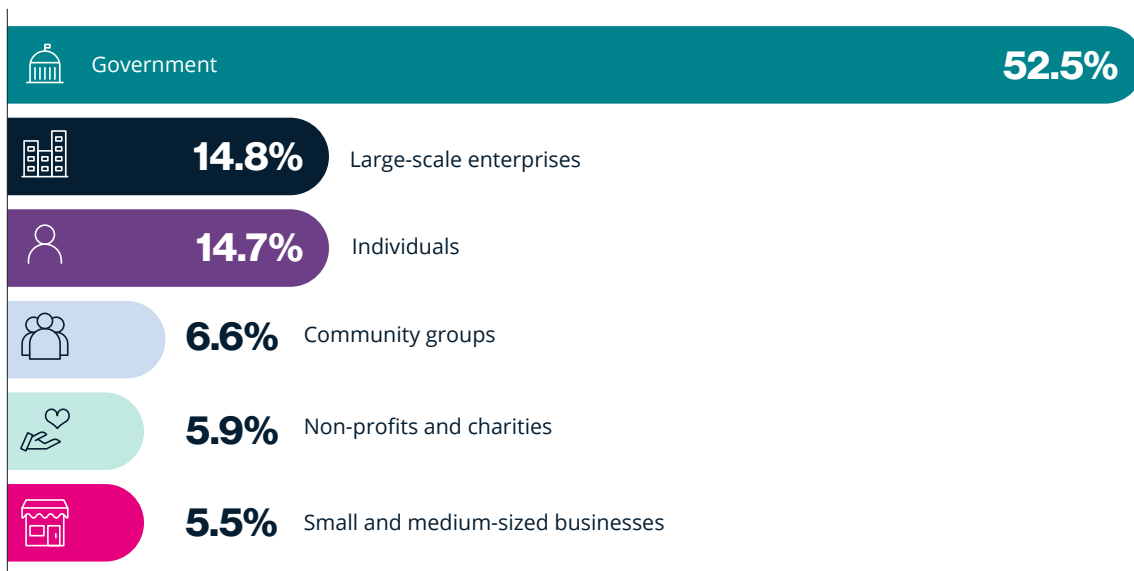 Government 52.5%
14.8% Large-scale enterprises
14.7% Individuals
6.6% Community groups
5.9% Non-profits and charities
5.5% Small and medium-sized businesses